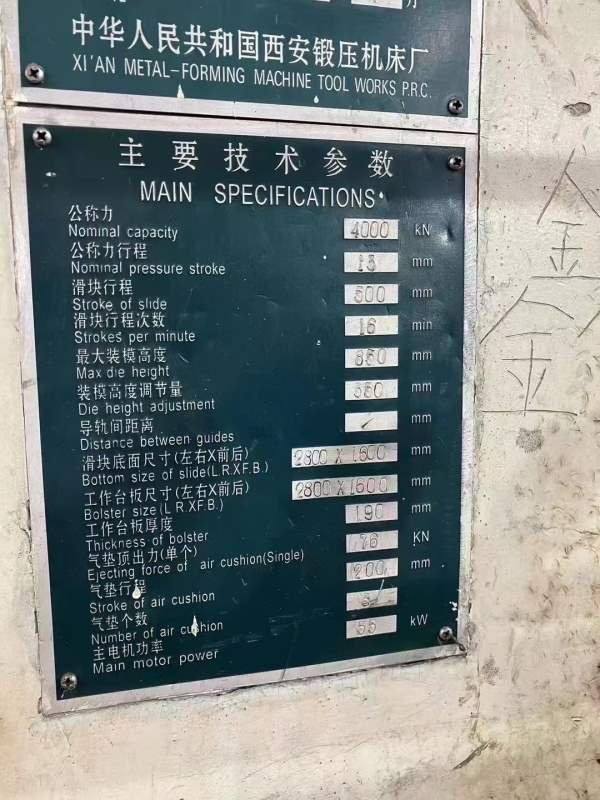 月
中华人民共和国西安锻压机床厂
XI'AN METAL-FORMING MACHINE TOOL WORKS P.R.C.
主要技术参数
MAIN SPECIFICATIONS
公称力
Nominal capacity 4000 kN
公称力行程
Nominal pressure stroke 13 mm
滑块行程
Stroke of slide 500 mm
滑块行程次数
Strokes per minute 16 min
最大装模高度
Max die height 850 mm
装模高度调节量
Die height adjustment 350 mm
导轨间距离
Distance between guides mm
滑块底面尺寸(左右X前后)
Bottom size of slide(L.R.XF.B.) 2800 X 1600 mm
工作台板尺寸(左右X前后)
Bolster size(L R.XF.B.) 2800 X 1600 mm
工作台板厚度
Thickness of bolster 190 mm
气垫顶出力(单个)
Ejecting force of air cushion(Single) 76 KN
气垫行程
Stroke of air cushion 200 mm
气垫个数
Number of air cushion
主电机功率
Main motor power 55 kW
金
金